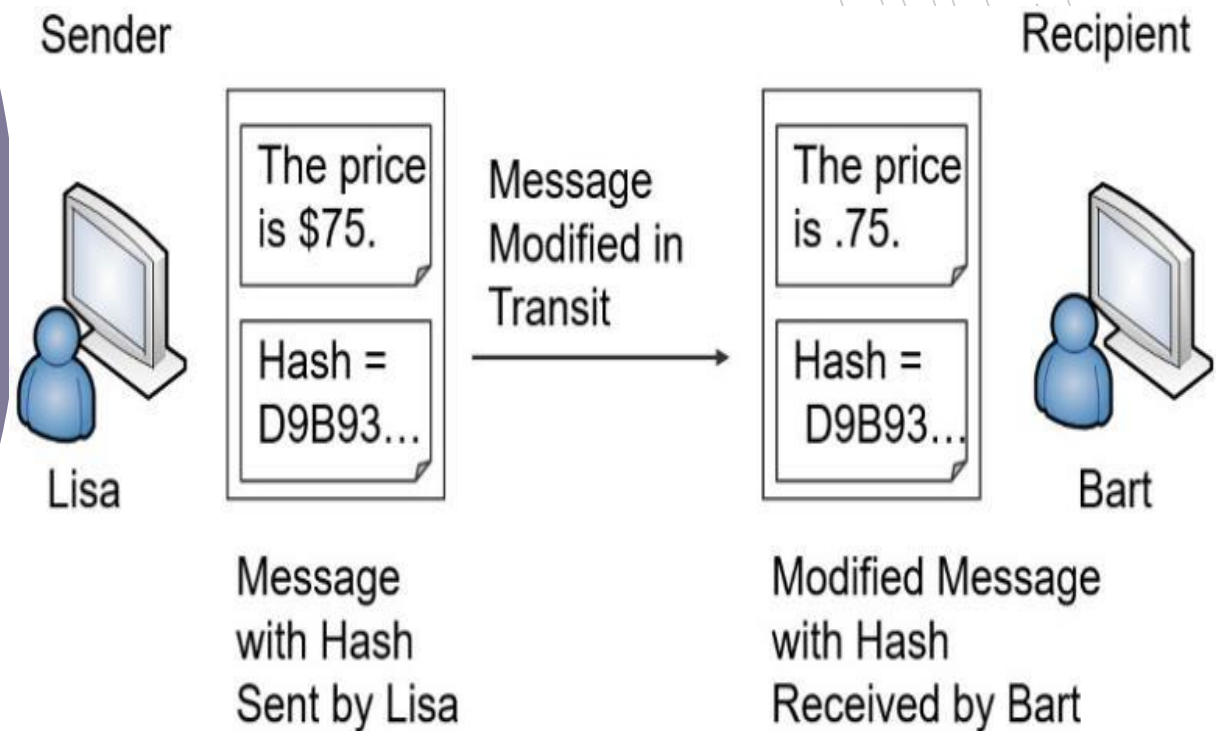 Sender
Recipient
The price
is $75.
Hash =
D9B93...
Message
Modified in
Transit
The price
is .75.
Hash =
D9B93...
Lisa
Bart
Message
with Hash
Sent by Lisa
Modified Message
with Hash
Received by Bart